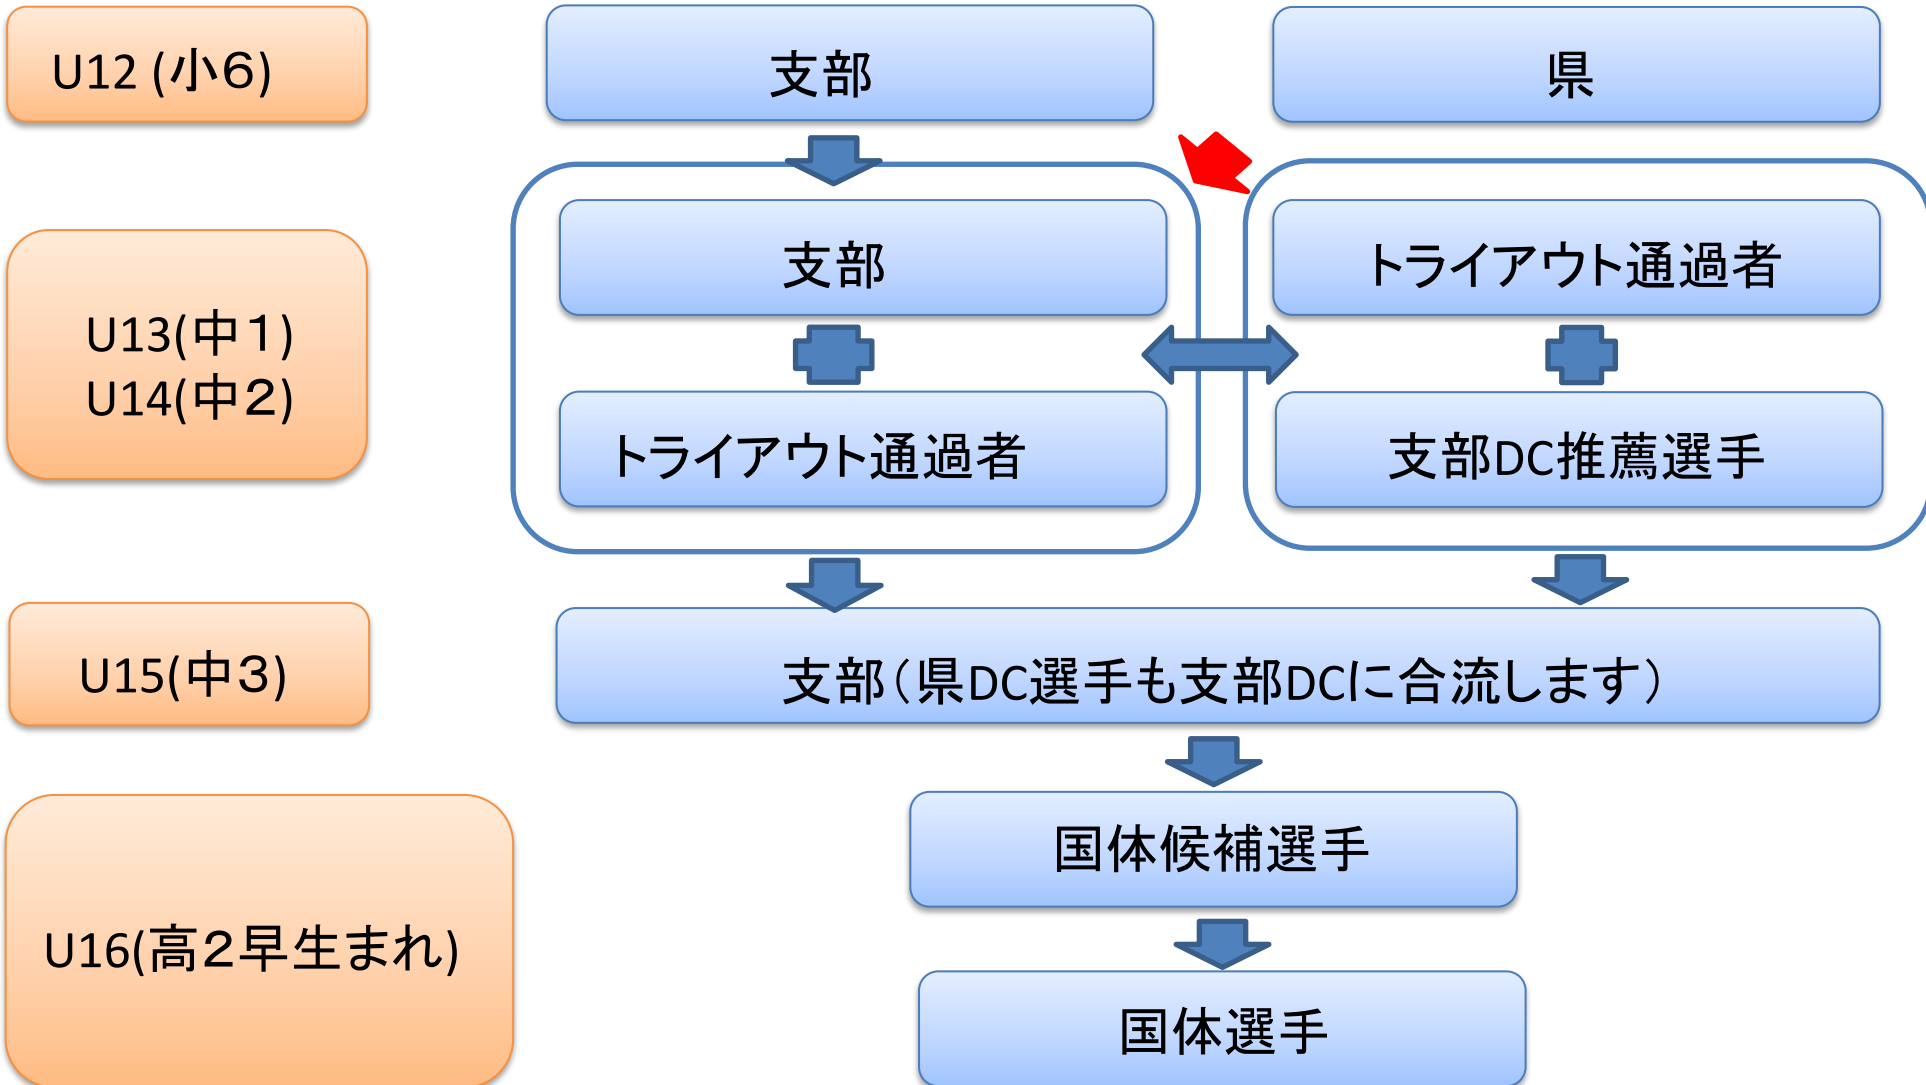 U12 (小６)
支部
県
支部
トライアウト通過者
U13(中１)
U14(中２)
トライアウト通過者
支部DC推薦選手
U15(中３)
支部（県DC選手も支部DCに合流します）
国体候補選手
U16(高２早生まれ)
国体選手